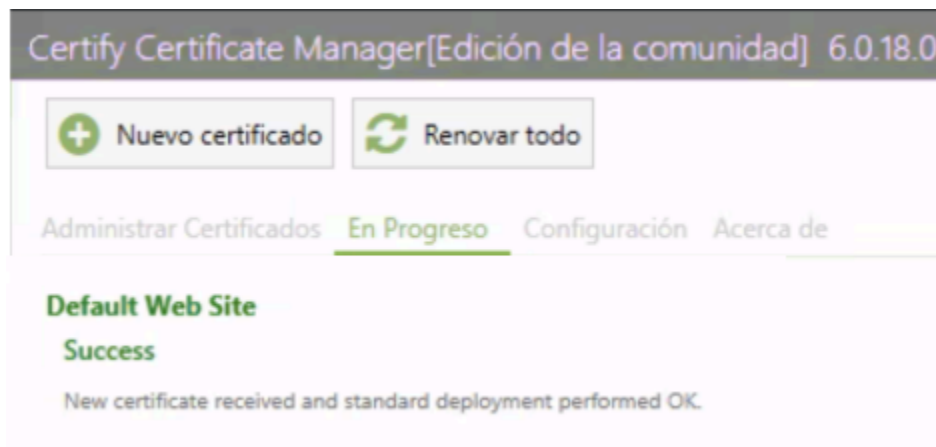 Certify Certificate Manager[Edición de la comunidad] 6.0.18.0
Nuevo certificado Renovar todo
Administrar Certificados En Progreso Configuración Acerca de
Default Web Site
Success
New certificate received and standard deployment performed OK.